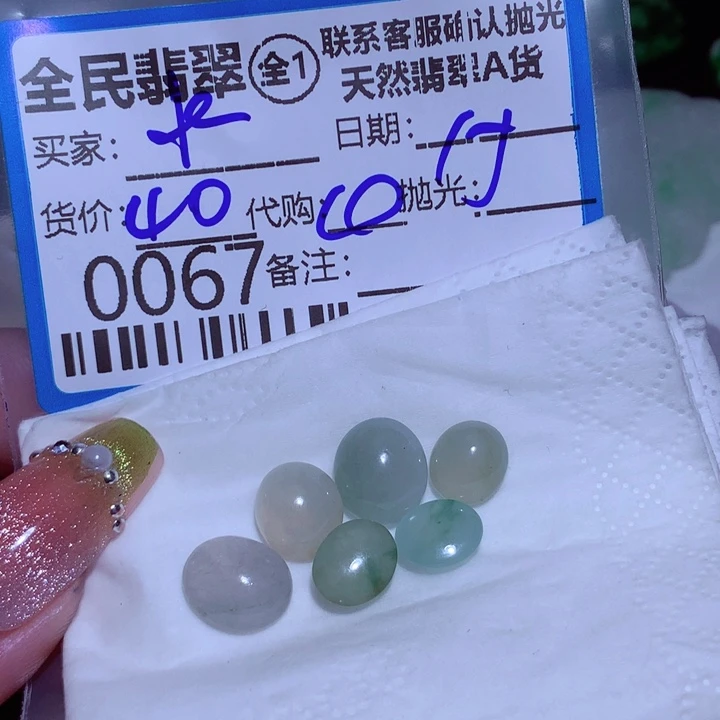 全民翡翠 全1 联系客服确认抛光
天然翡翠A货
买家： 日期：
货价：40 代购：10 抛光：
0067 备注：